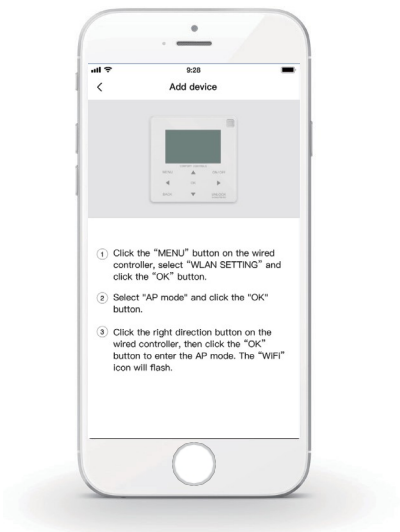 9:28
Add device
MENU
ON/OFF
OK
BACK
1 Click the “MENU” button on the wired
controller, select “WLAN SETTING” and
click the “OK” button.
2 Select "AP mode" and click the "OK"
button.
3 Click the right direction button on the
wired controller, then click the “OK”
button to enter the AP mode. The “WiFi”
icon will flash.